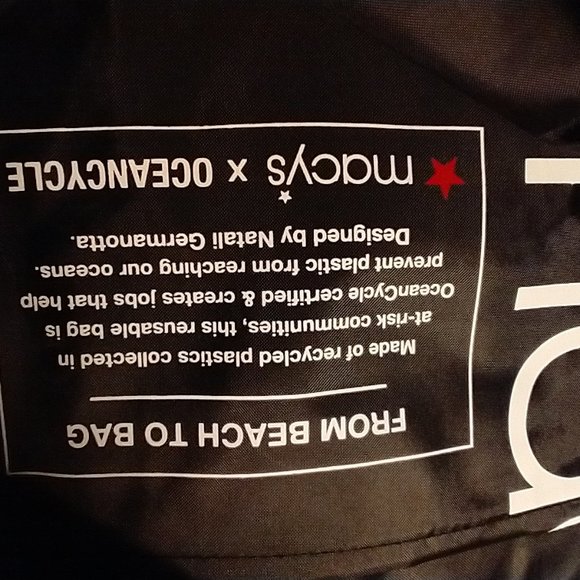 FROM BEACH TO BAG
Made of recycled plastics collected in
at-risk communities, this reusable bag is
OceanCycle certified & creates jobs that help
prevent plastic from reaching our oceans.
Designed by Natali Germanotta.
macys x OCEANCYCLE